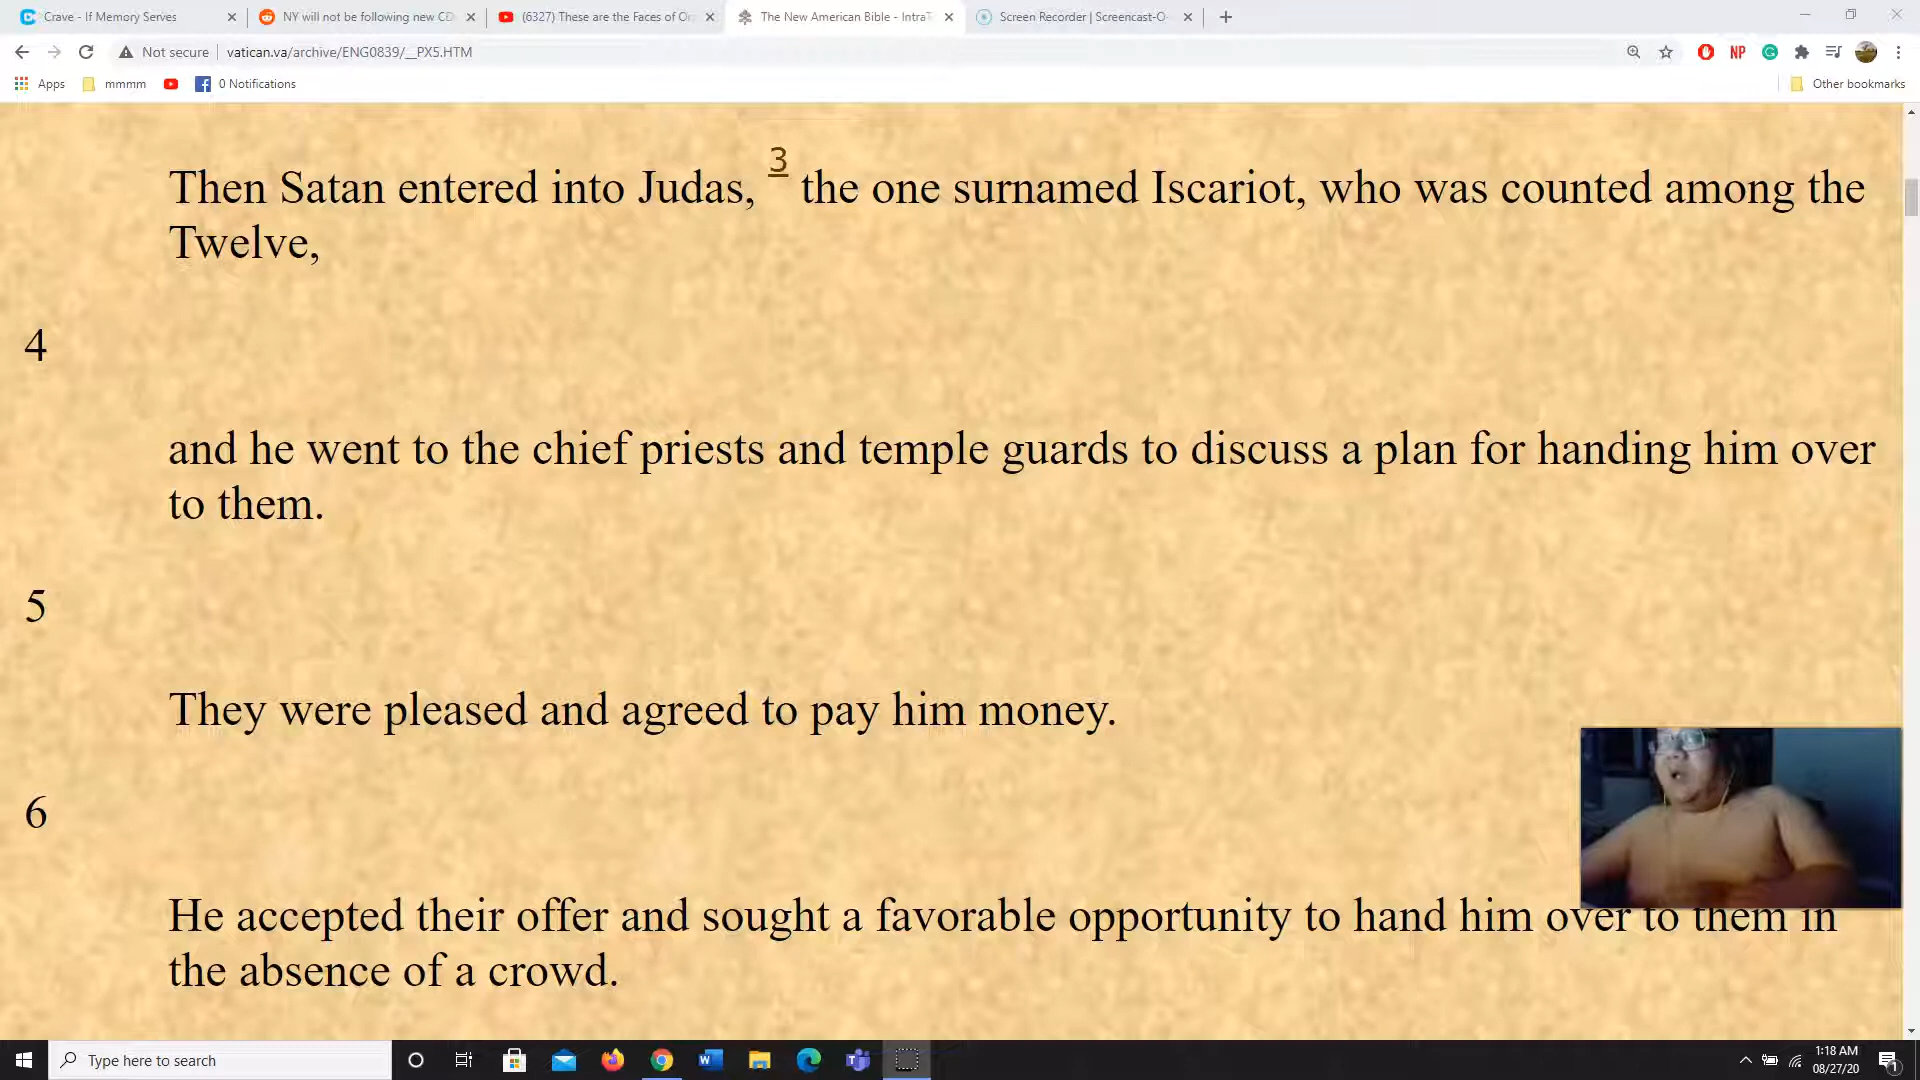 Crave - If Memory Serves
NY will not be following new CD
(6327) These are the Faces of Or
The New American Bible - IntraT
Screen Recorder | Screencast-O-
Not secure
vatican.va/archive/ENG0839/__PX5.HTM
NP
Apps
mmmm
0 Notifications
Other bookmarks
Then Satan entered into Judas, 3 the one surnamed Iscariot, who was counted among the
Twelve,
4
and he went to the chief priests and temple guards to discuss a plan for handing him over
to them.
5
They were pleased and agreed to pay him money.
6
He accepted their offer and sought a favorable opportunity to hand him over to them in
the absence of a crowd.
Type here to search
1:18 AM
08/27/20
1